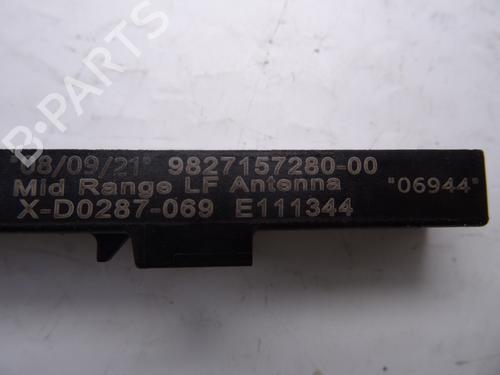 "08/09/21" 9827157280-00
Mid Range LF Antenna "06944"
X-D0287-069 E111344
B-Parts